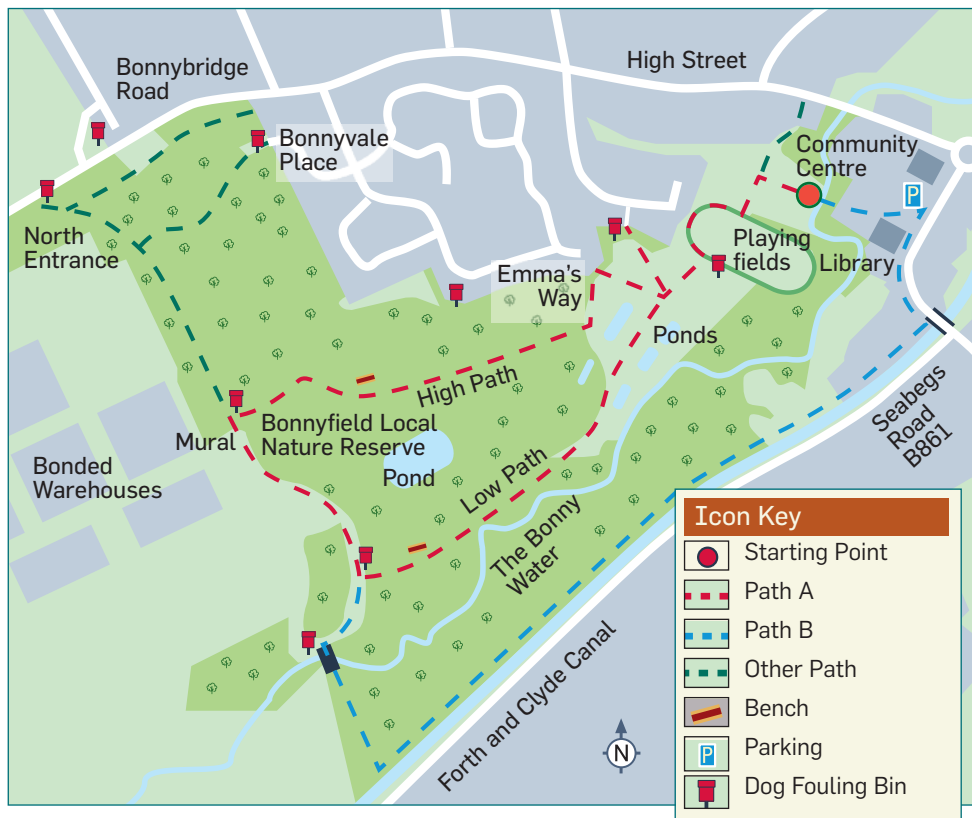 Bonnybridge
Road
High Street
Bonnyvale
Place
Community
Centre
P
North
Entrance
Emma's
Way
Playing
fields
Library
Ponds
High Path
Mural
Bonnyfield Local
Nature Reserve
Pond
Bonded
Warehouses
Low Path
The Bonny
Water
Seabegs
Road
B861
Forth and Clyde Canal
N
Icon Key
Starting Point
Path A
Path B
Other Path
Bench
P
Parking
Dog Fouling Bin